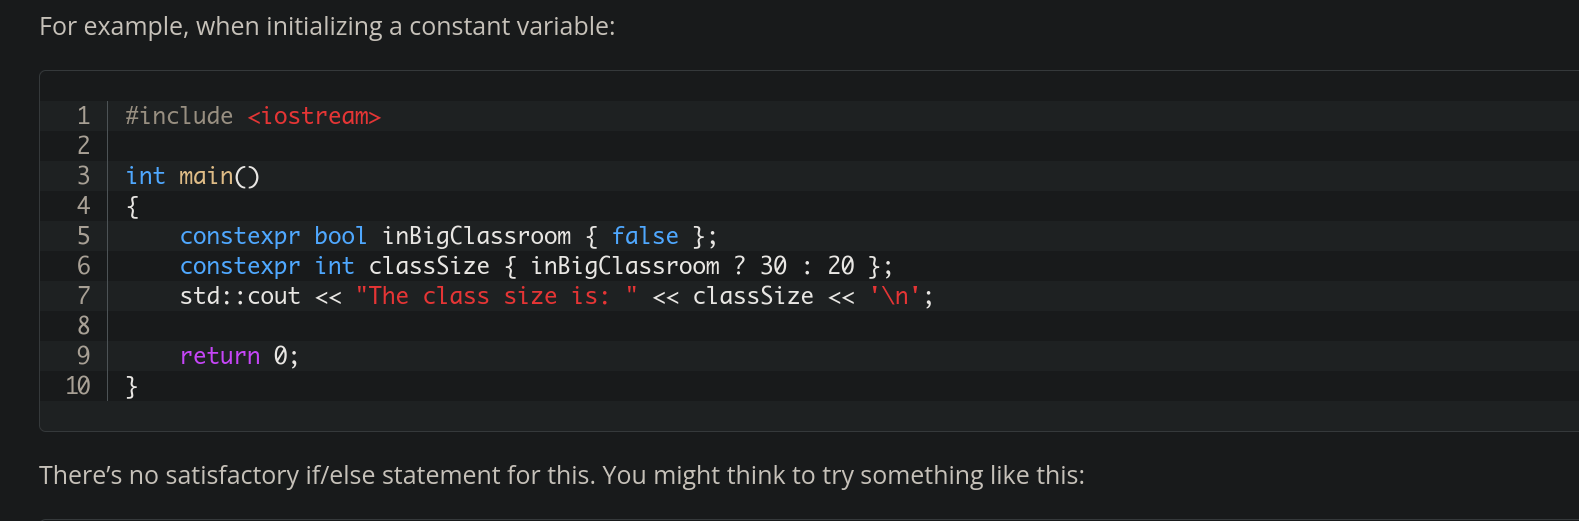 For example, when initializing a constant variable:
1 #include <iostream>
2
3 int main()
4 {
5     constexpr bool inBigClassroom { false };
6     constexpr int classSize { inBigClassroom ? 30 : 20 };
7     std::cout << "The class size is: " << classSize << '\n';
8
9     return 0;
10 }
There’s no satisfactory if/else statement for this. You might think to try something like this: